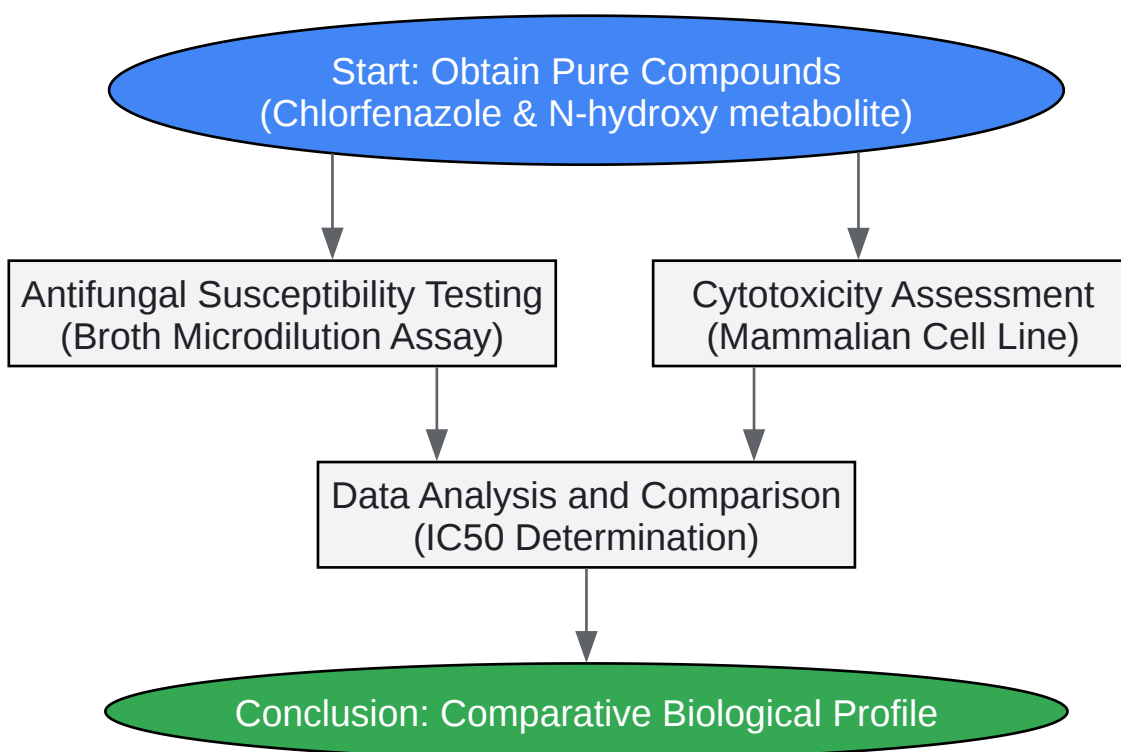 Start: Obtain Pure Compounds
(Chlorfenazole & N-hydroxy metabolite)
Antifungal Susceptibility Testing
(Broth Microdilution Assay)
Cytotoxicity Assessment
(Mammalian Cell Line)
Data Analysis and Comparison
(IC50 Determination)
Conclusion: Comparative Biological Profile